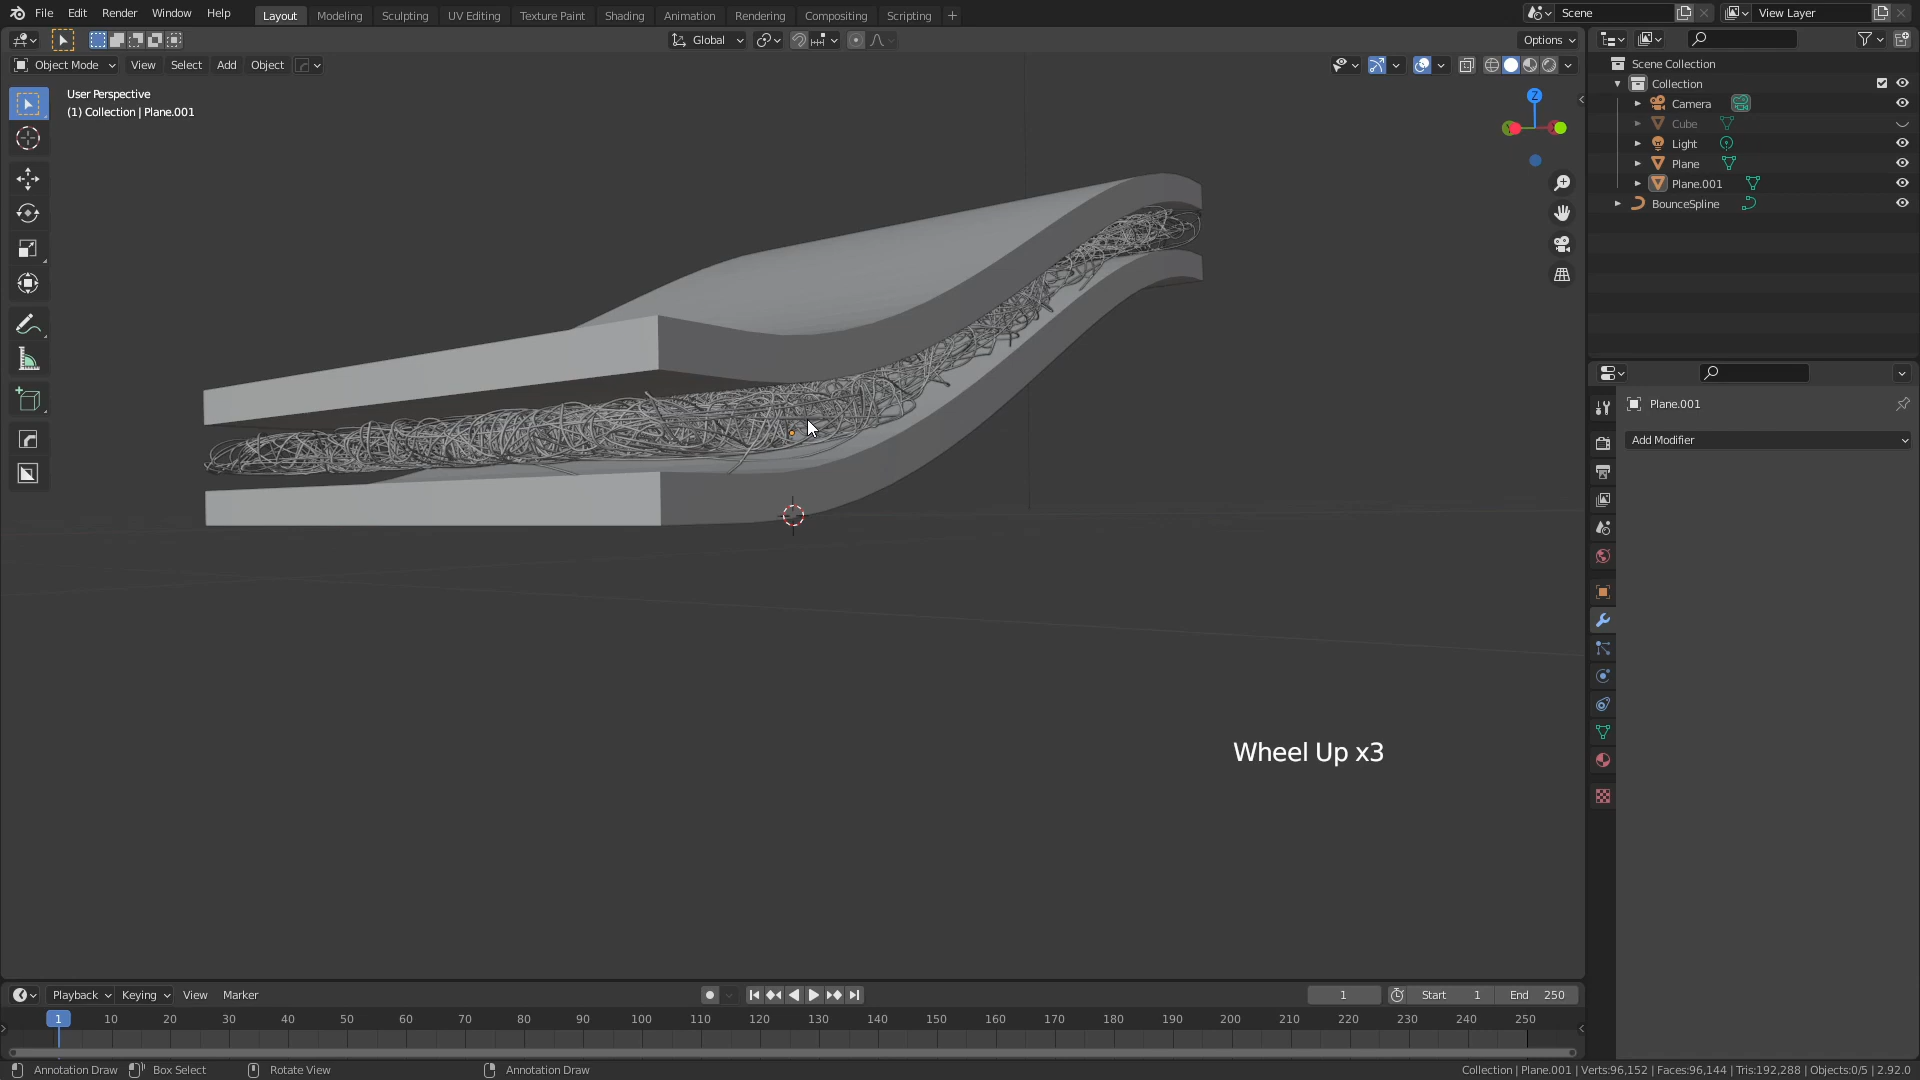 File Edit Render Window Help Layout Modeling Sculpting UV Editing Texture Paint Shading Animation Rendering Compositing Scripting + Scene View Layer
Global Options
Object Mode View Select Add Object
User Perspective
(1) Collection | Plane.001
Z
Scene Collection
Collection
Camera
Cube
Light
Plane
Plane.001
BounceSpline
Plane.001
Add Modifier
Wheel Up x3
Playback Keying View Marker 1 Start 1 End 250
1 10 20 30 40 50 60 70 80 90 100 110 120 130 140 150 160 170 180 190 200 210 220 230 240 250
Annotation Draw Box Select Rotate View Annotation Draw Collection | Plane.001 | Verts:96,152 | Faces:96,144 | Tris:192,288 | Objects:0/5 | 2.92.0